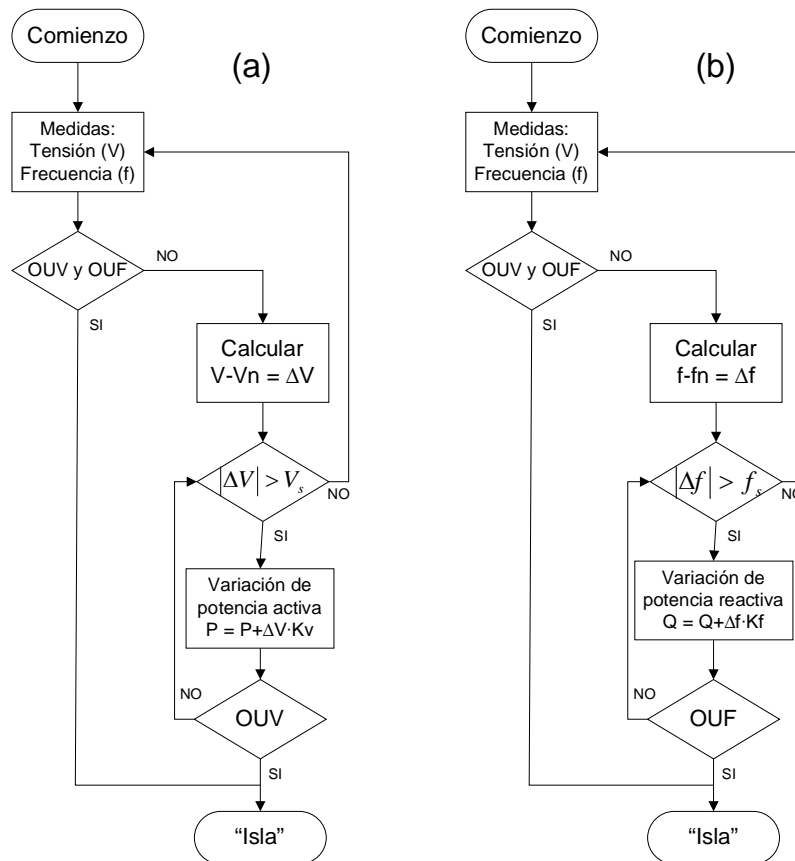 Comienzo
(a)
Medidas:
Tensión (V)
Frecuencia (f)
OUV y OUF
NO
SI
Calcular
V-Vn = ΔV
|ΔV| > Vs
NO
SI
Variación de
potencia activa
P = P+ΔV·Kv
NO
OUV
SI
“Isla”
Comienzo
(b)
Medidas:
Tensión (V)
Frecuencia (f)
OUV y OUF
NO
SI
Calcular
f-fn = Δf
|Δf| > fs
NO
SI
Variación de
potencia reactiva
Q = Q+Δf·Kf
NO
OUF
SI
“Isla”